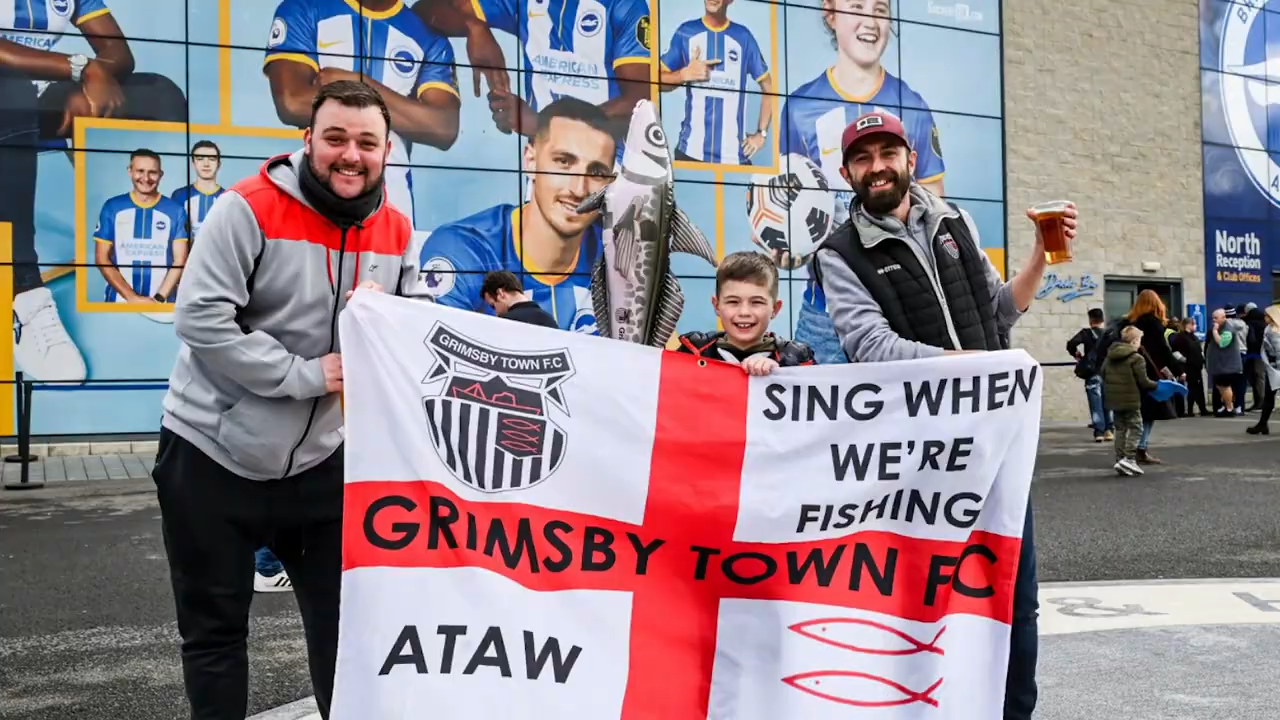 AMERICAN
EXPRESS
AMERICAN
EXPRESS
North
Reception
& Club Offices
GRIMSBY TOWN F.C
SING WHEN
WE'RE
FISHING
GRIMSBY TOWN FC
ATAW
&